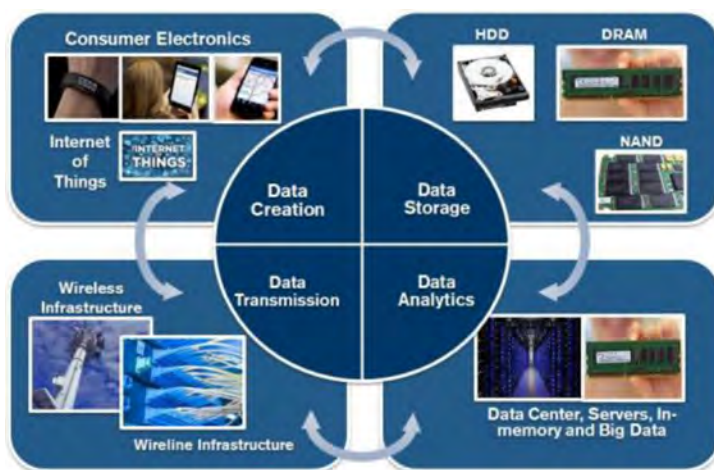 Consumer Electronics
Internet
of
Things
INTERNET
OF
THINGS
HDD
DRAM
NAND
Data
Creation
Data
Storage
Data
Transmission
Data
Analytics
Wireless
Infrastructure
Wireline Infrastructure
Data Center, Servers, In-
memory and Big Data